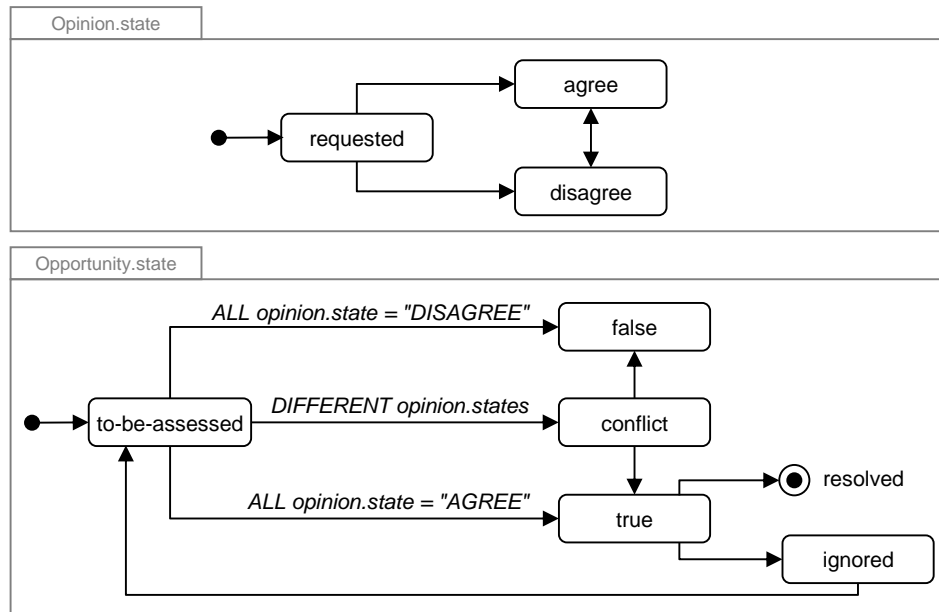 Opinion.state
agree
requested
disagree
Opportunity.state
ALL opinion.state = "DISAGREE"
false
to-be-assessed
DIFFERENT opinion.states
conflict
resolved
ALL opinion.state = "AGREE"
true
ignored